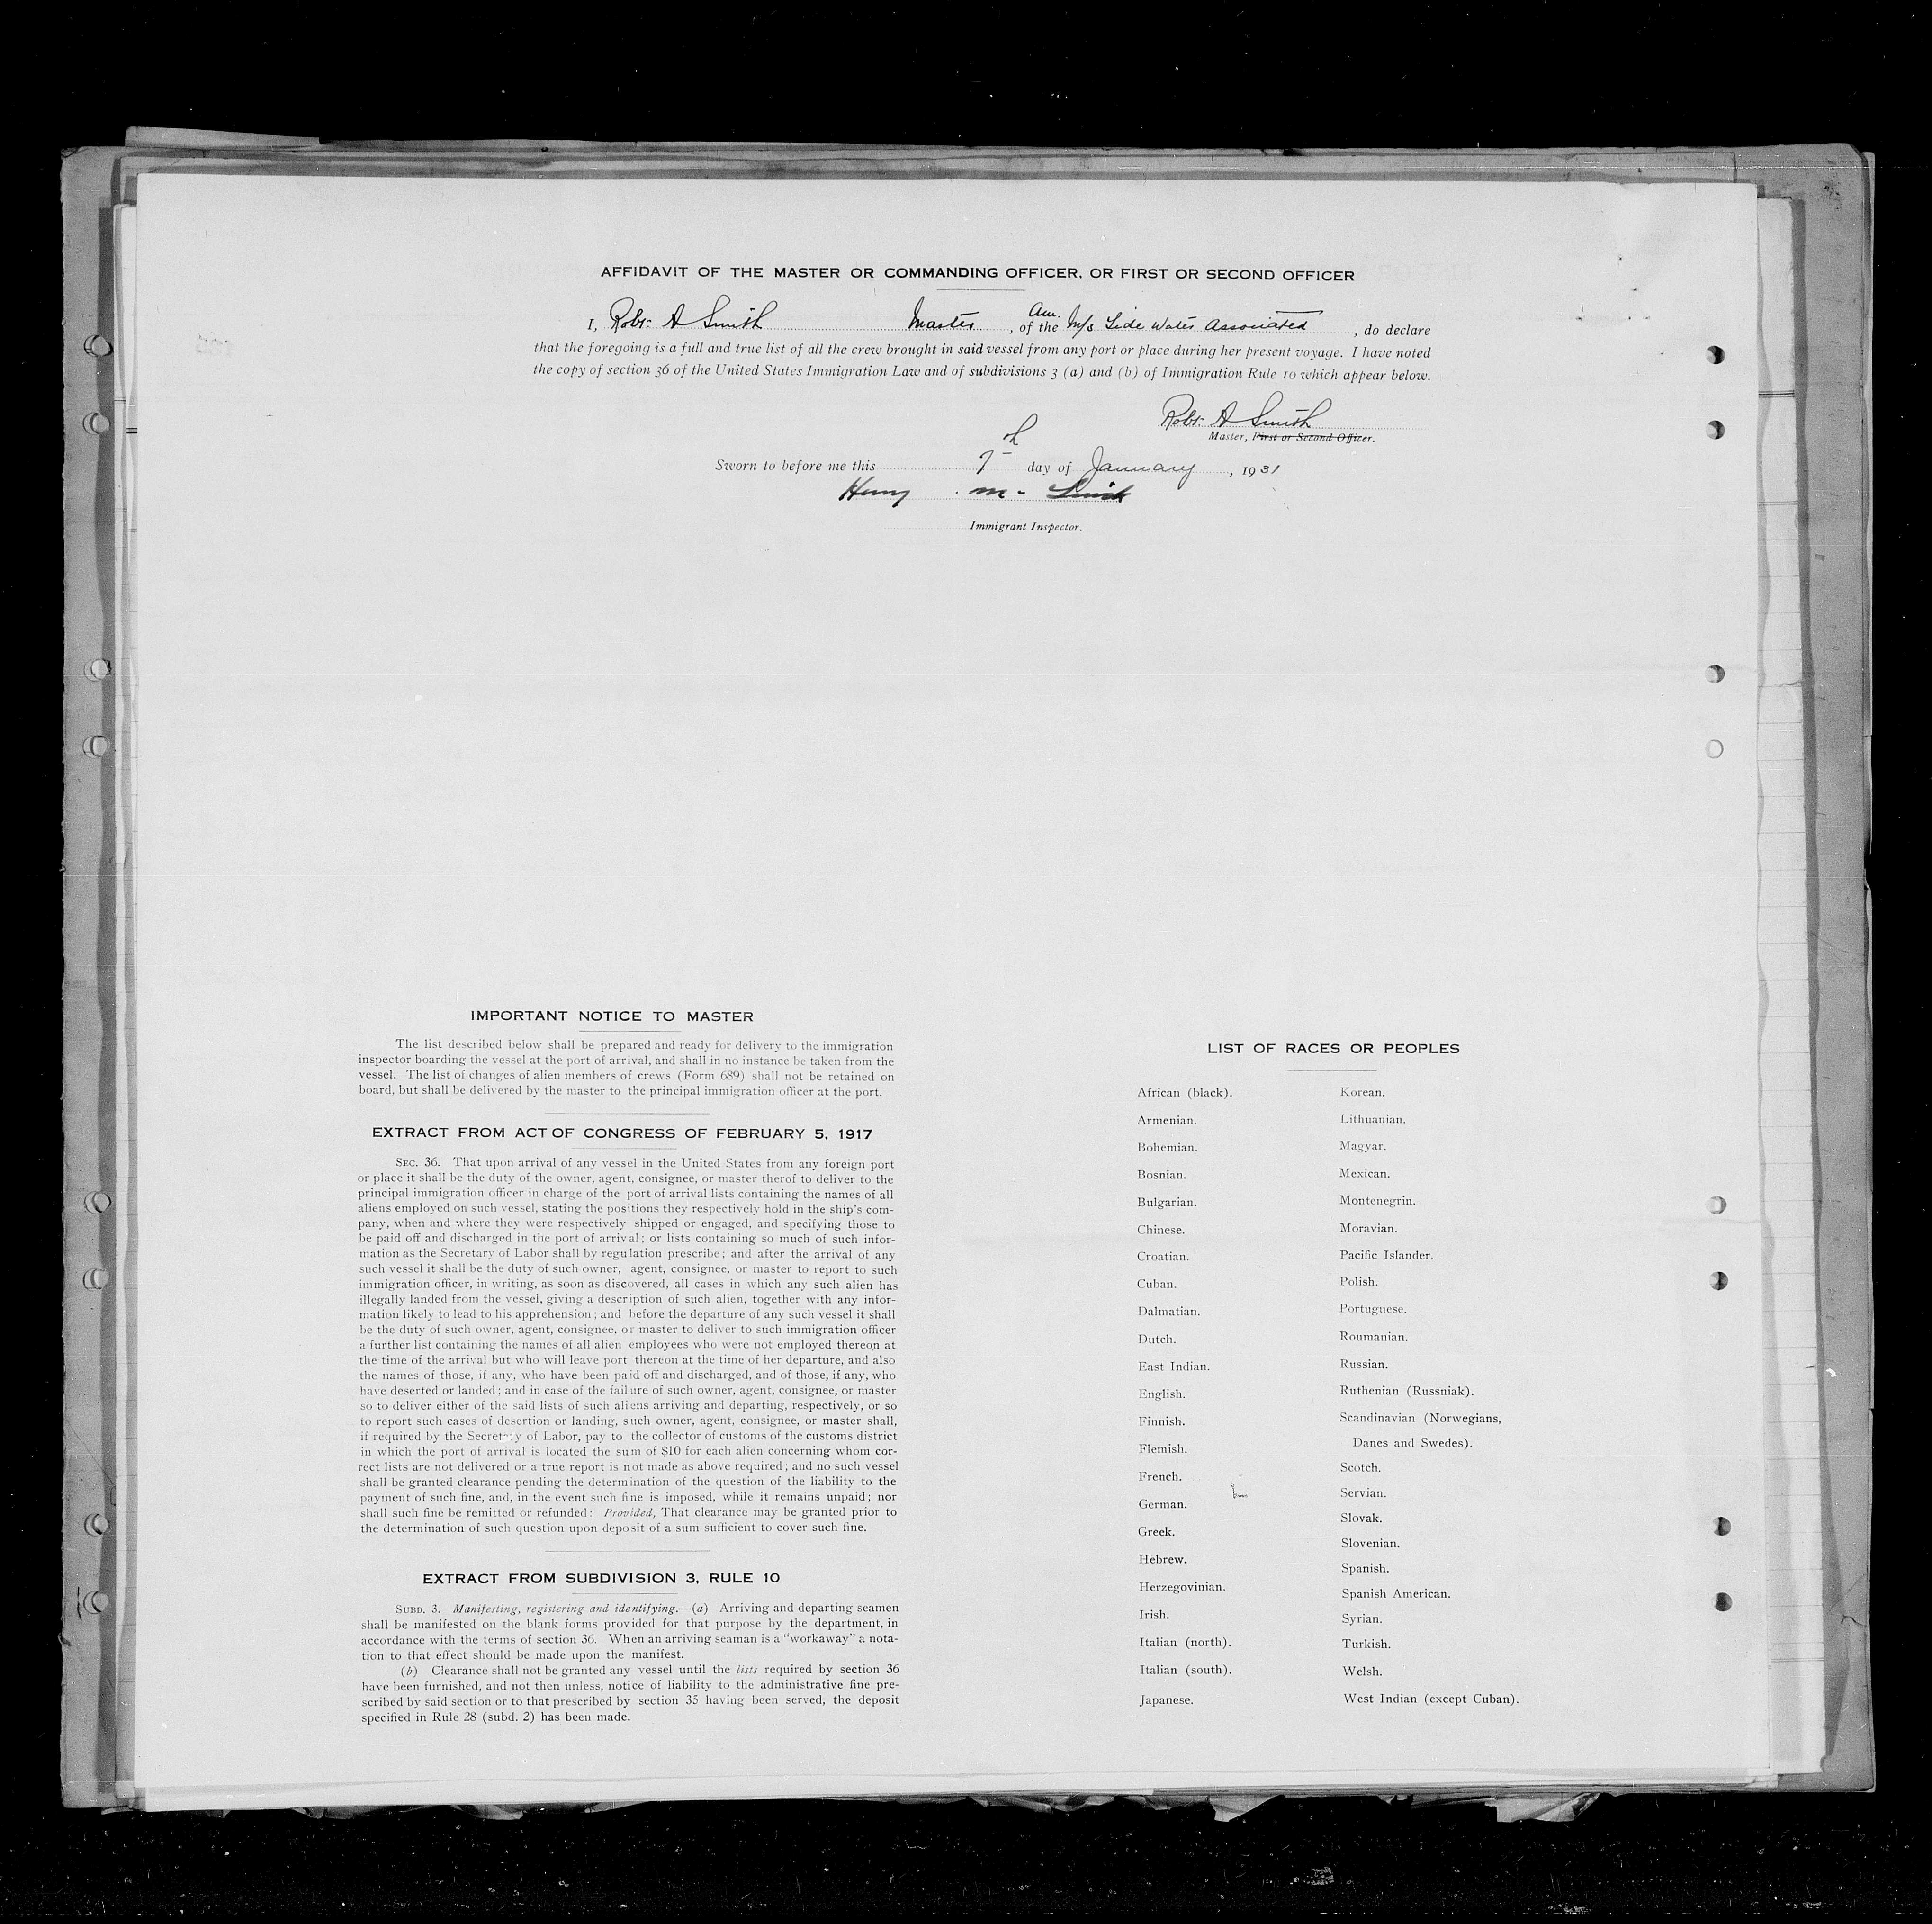 AFFIDAVIT OF THE MASTER OR COMMANDING OFFICER, OR FIRST OR SECOND OFFICER
I, Robt. A Smith Master, of the Am. M/s Tide Water Associated, do declare
that the foregoing is a full and true list of all the crew brought in said vessel from any port or place during her present voyage. I have noted
the copy of section 36 of the United States Immigration Law and of subdivisions 3 (a) and (b) of Immigration Rule 10 which appear below.
Robt. A Smith
Master, First or Second Officer.
Sworn to before me this 7th day of January, 1931
Henry M. Smith
Immigrant Inspector.
IMPORTANT NOTICE TO MASTER
The list described below shall be prepared and ready for delivery to the immigration
inspector boarding the vessel at the port of arrival, and shall in no instance be taken from the
vessel. The list of changes of alien members of crews (Form 689) shall not be retained on
board, but shall be delivered by the master to the principal immigration officer at the port.
EXTRACT FROM ACT OF CONGRESS OF FEBRUARY 5, 1917
SEC. 36. That upon arrival of any vessel in the United States from any foreign port
or place it shall be the duty of the owner, agent, consignee, or master therof to deliver to the
principal immigration officer in charge of the port of arrival lists containing the names of all
aliens employed on such vessel, stating the positions they respectively hold in the ship's com-
pany, when and where they were respectively shipped or engaged, and specifying those to
be paid off and discharged in the port of arrival; or lists containing so much of such infor-
mation as the Secretary of Labor shall by regulation prescribe; and after the arrival of any
such vessel it shall be the duty of such owner, agent, consignee, or master to report to such
immigration officer, in writing, as soon as discovered, all cases in which any such alien has
illegally landed from the vessel, giving a description of such alien, together with any infor-
mation likely to lead to his apprehension; and before the departure of any such vessel it shall
be the duty of such owner, agent, consignee, or master to deliver to such immigration officer
a further list containing the names of all alien employees who were not employed thereon at
the time of the arrival but who will leave port thereon at the time of her departure, and also
the names of those, if any, who have been paid off and discharged, and of those, if any, who
have deserted or landed; and in case of the failure of such owner, agent, consignee, or master
so to deliver either of the said lists of such aliens arriving and departing, respectively, or so
to report such cases of desertion or landing, such owner, agent, consignee, or master shall,
if required by the Secretary of Labor, pay to the collector of customs of the customs district
in which the port of arrival is located the sum of $10 for each alien concerning whom cor-
rect lists are not delivered or a true report is not made as above required; and no such vessel
shall be granted clearance pending the determination of the question of the liability to the
payment of such fine, and, in the event such fine is imposed, while it remains unpaid; nor
shall such fine be remitted or refunded: Provided, That clearance may be granted prior to
the determination of such question upon deposit of a sum sufficient to cover such fine.
EXTRACT FROM SUBDIVISION 3, RULE 10
SUBD. 3. Manifesting, registering and identifying.—(a) Arriving and departing seamen
shall be manifested on the blank forms provided for that purpose by the department, in
accordance with the terms of section 36. When an arriving seaman is a "workaway" a nota-
tion to that effect should be made upon the manifest.
(b) Clearance shall not be granted any vessel until the lists required by section 36
have been furnished, and not then unless, notice of liability to the administrative fine pre-
scribed by said section or to that prescribed by section 35 having been served, the deposit
specified in Rule 28 (subd. 2) has been made.
LIST OF RACES OR PEOPLES
African (black).
Armenian.
Bohemian.
Bosnian.
Bulgarian.
Chinese.
Croatian.
Cuban.
Dalmatian.
Dutch.
East Indian.
English.
Finnish.
Flemish.
French.
German.
Greek.
Hebrew.
Herzegovinian.
Irish.
Italian (north).
Italian (south).
Japanese.
Korean.
Lithuanian.
Magyar.
Mexican.
Montenegrin.
Moravian.
Pacific Islander.
Polish.
Portuguese.
Roumanian.
Russian.
Ruthenian (Russniak).
Scandinavian (Norwegians,
Danes and Swedes).
Scotch.
Servian.
Slovak.
Slovenian.
Spanish.
Spanish American.
Syrian.
Turkish.
Welsh.
West Indian (except Cuban).